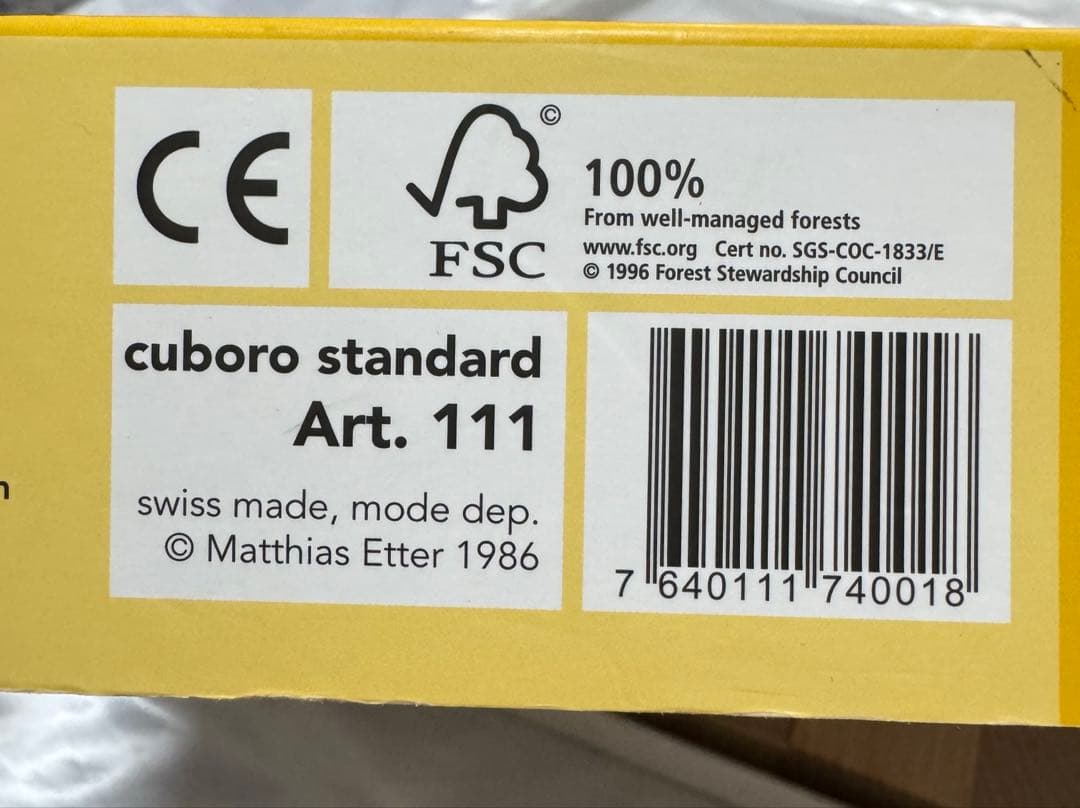 CE
©
FSC
100%
From well-managed forests
www.fsc.org Cert no. SGS-COC-1833/E
© 1996 Forest Stewardship Council
cuboro standard
Art. 111
swiss made, mode dep.
© Matthias Etter 1986
7 640111 740018